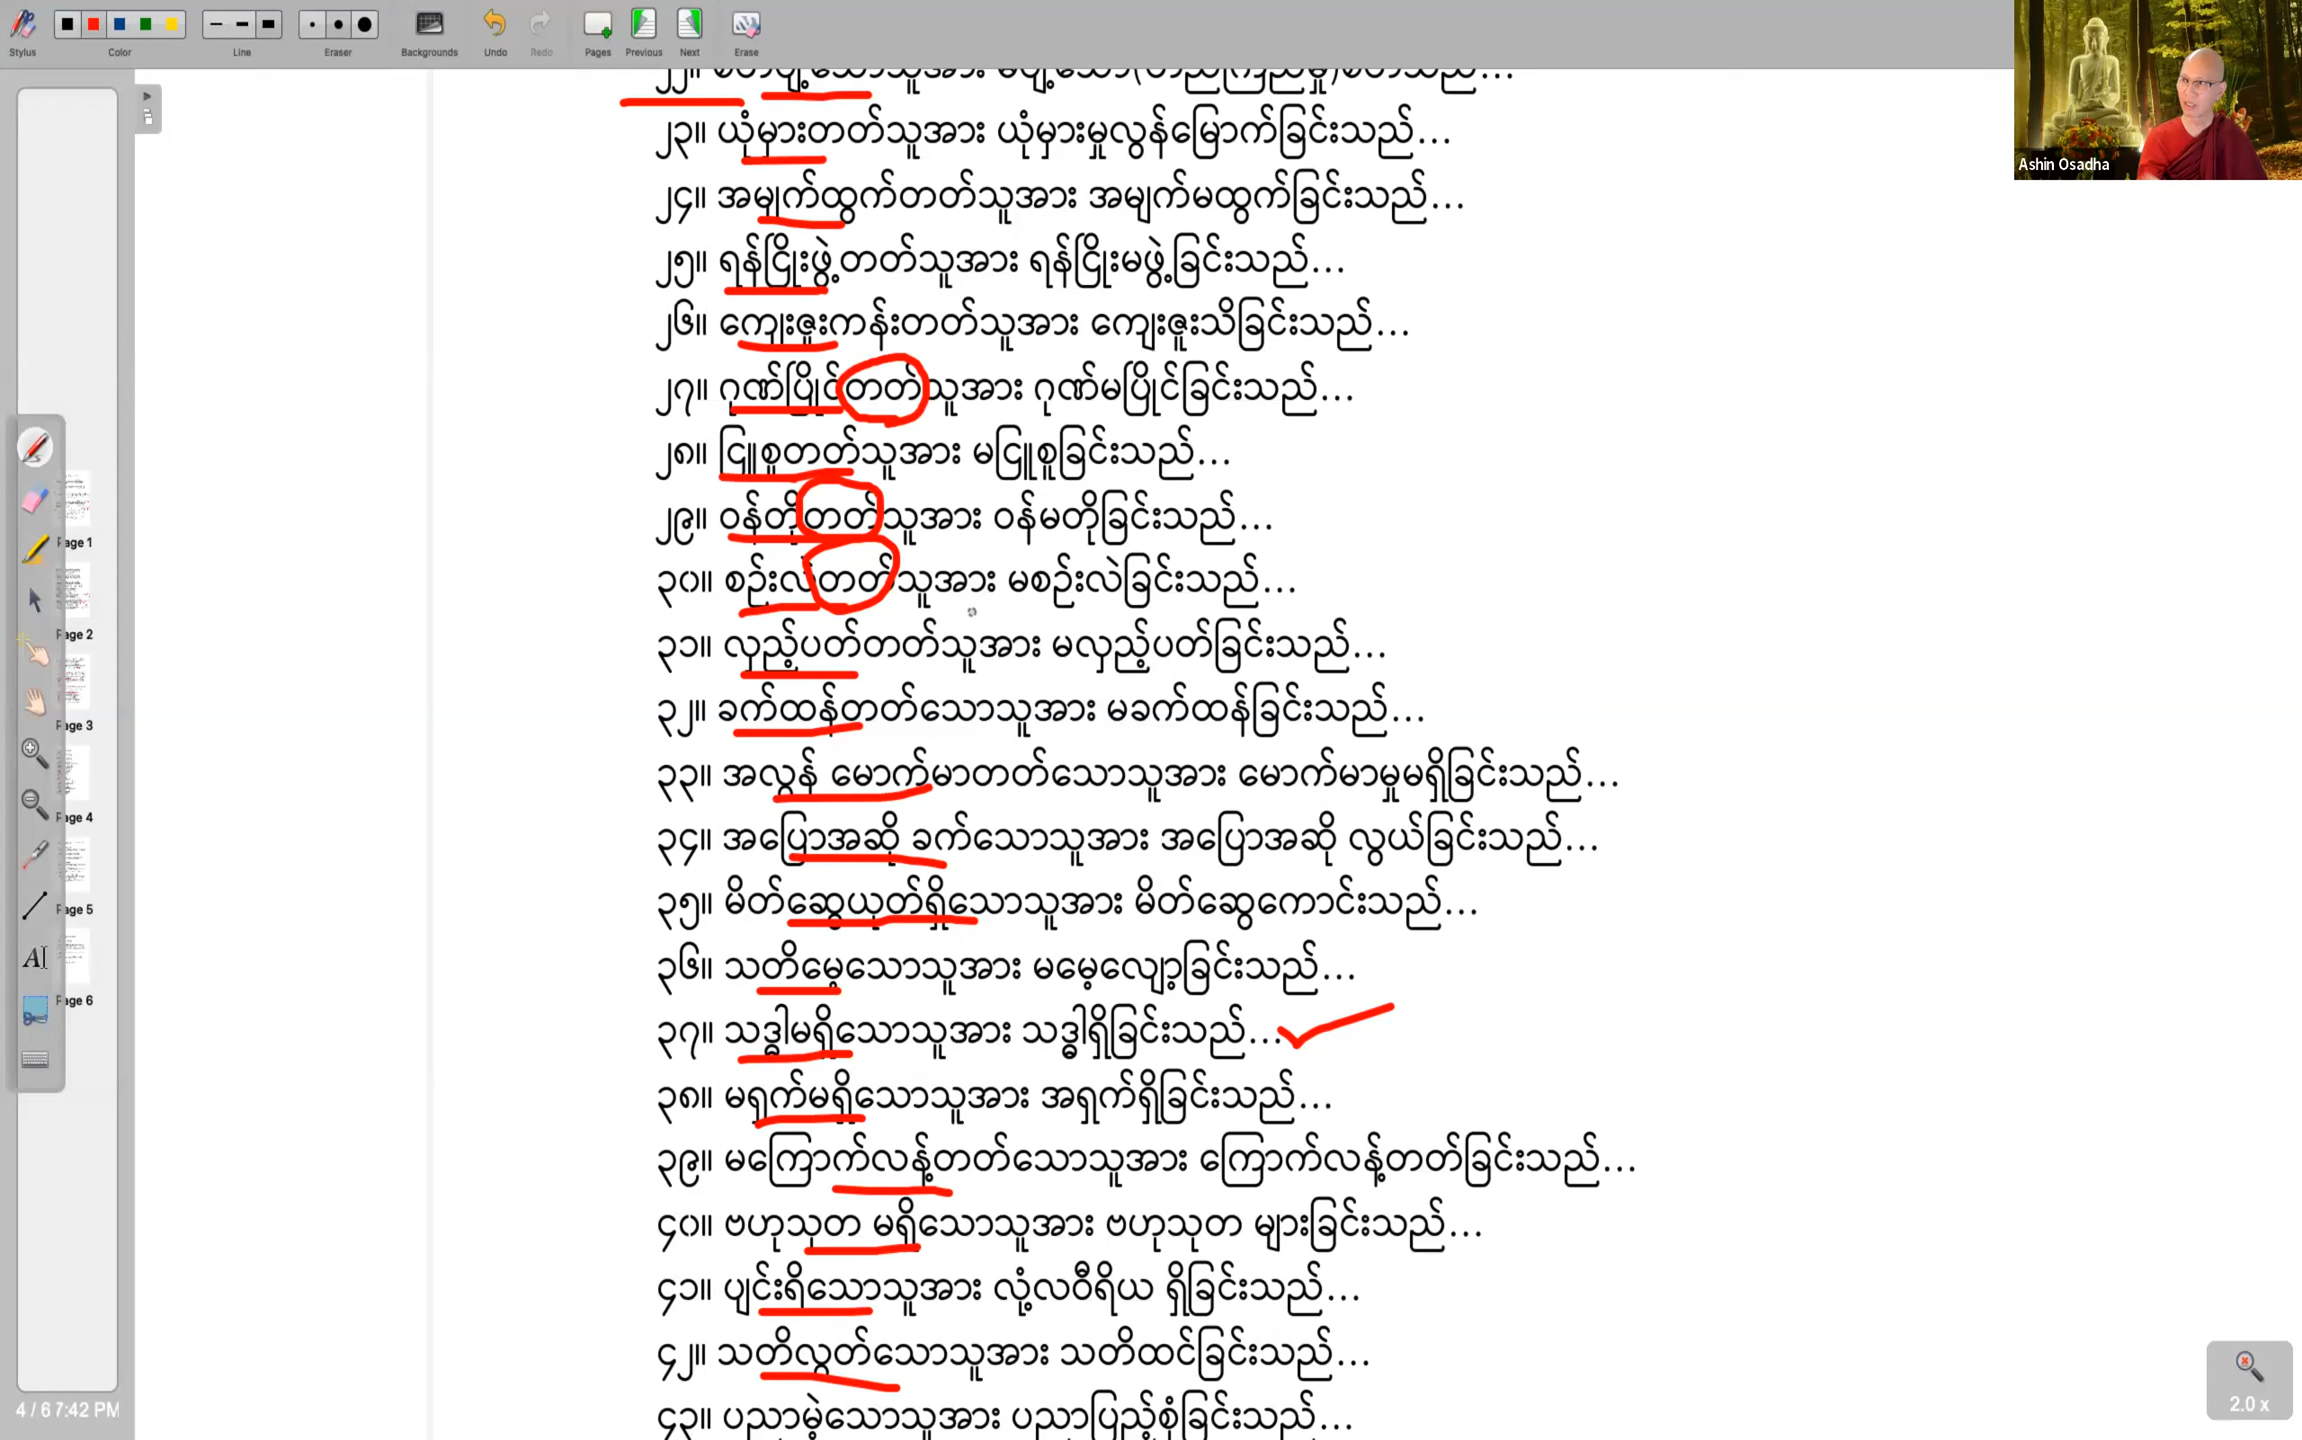 Stylus Color Line Eraser Backgrounds Undo Redo Pages Previous Next Erase
Ashin Osadha
၂၃။ ယုံမှားတတ်သူအား ယုံမှားမှုလွန်မြောက်ခြင်းသည်...
၂၄။ အမျက်ထွက်တတ်သူအား အမျက်မထွက်ခြင်းသည်...
၂၅။ ရန်ငြိုးဖွဲ့တတ်သူအား ရန်ငြိုးမဖွဲ့ခြင်းသည်...
၂၆။ ကျေးဇူးကန်းတတ်သူအား ကျေးဇူးသိခြင်းသည်...
၂၇။ ဂုဏ်ပြိုင်တတ်သူအား ဂုဏ်မပြိုင်ခြင်းသည်...
၂၈။ ငြူစူတတ်သူအား မငြူစူခြင်းသည်...
၂၉။ ဝန်တိုတတ်သူအား ဝန်မတိုခြင်းသည်...
၃၀။ စဉ်းလဲတတ်သူအား မစဉ်းလဲခြင်းသည်...
၃၁။ လှည့်ပတ်တတ်သူအား မလှည့်ပတ်ခြင်းသည်...
၃၂။ ခက်ထန်တတ်သောသူအား မခက်ထန်ခြင်းသည်...
၃၃။ အလွန် မောက်မာတတ်သောသူအား မောက်မာမှုမရှိခြင်းသည်...
၃၄။ အပြောအဆို ခက်သောသူအား အပြောအဆို လွယ်ခြင်းသည်...
၃၅။ မိတ်ဆွေယုတ်ရှိသောသူအား မိတ်ဆွေကောင်းသည်...
၃၆။ သတိမေ့သောသူအား မမေ့လျော့ခြင်းသည်...
၃၇။ သဒ္ဓါမရှိသောသူအား သဒ္ဓါရှိခြင်းသည်...
၃၈။ မရှက်မရှိသောသူအား အရှက်ရှိခြင်းသည်...
၃၉။ မကြောက်လန့်တတ်သောသူအား ကြောက်လန့်တတ်ခြင်းသည်...
၄၀။ ဗဟုသုတ မရှိသောသူအား ဗဟုသုတ များခြင်းသည်...
၄၁။ ပျင်းရိသောသူအား လုံ့လဝီရိယ ရှိခြင်းသည်...
၄၂။ သတိလွတ်သောသူအား သတိထင်ခြင်းသည်...
၄၃။ ပညာမဲ့သောသူအား ပညာပြည့်စုံခြင်းသည်...
Page 1
Page 2
Page 3
Page 4
Page 5
Page 6
4 / 6 7:42 PM
2.0 x